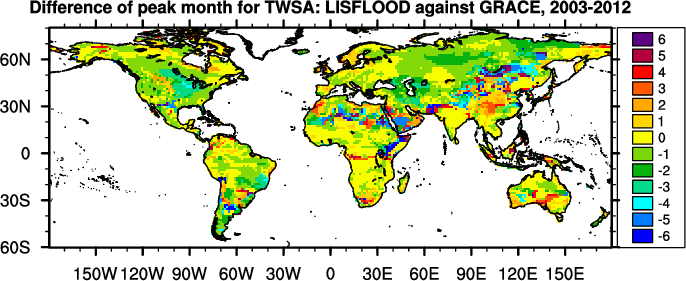 Difference of peak month for TWSA: LISFLOOD against GRACE, 2003-2012
60N
30N
0
30S
60S
150W 120W 90W 60W 30W 0 30E 60E 90E 120E 150E
6
5
4
3
2
1
0
-1
-2
-3
-4
-5
-6